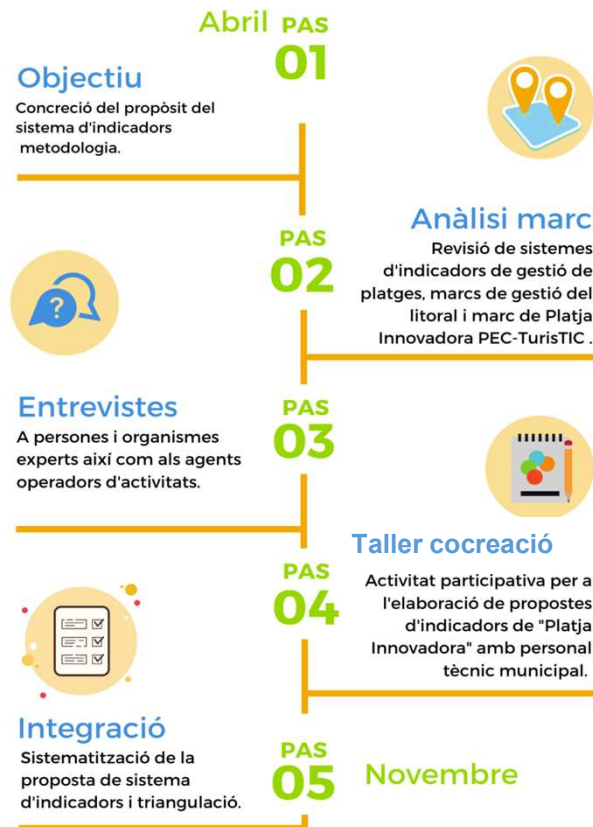 Abril
PAS
01
Objectiu
Concreció del propòsit del
sistema d'indicadors
metodologia.
PAS
02
Anàlisi marc
Revisió de sistemes
d'indicadors de gestió de
platges, marcs de gestió del
litoral i marc de Platja
Innovadora PEC-TurisTIC .
?
PAS
03
Entrevistes
A persones i organismes
experts així com als agents
operadors d'activitats.
PAS
04
Taller cocreació
Activitat participativa per a
l'elaboració de propostes
d'indicadors de "Platja
Innovadora" amb personal
tècnic municipal.
PAS
05
Integració
Sistematització de la
proposta de sistema
d'indicadors i triangulació.
Novembre